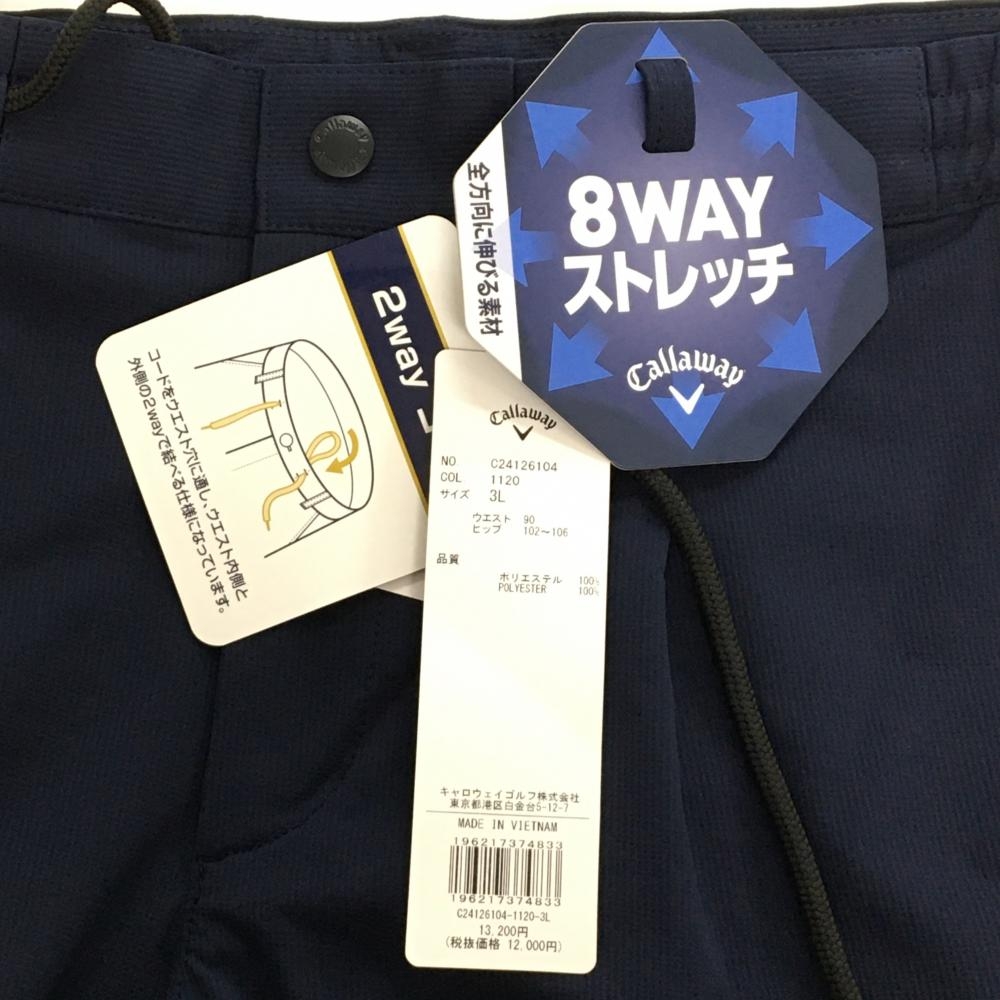 Callaway
8WAY
ストレッチ
Callaway
全方向に伸びる素材
2way
コードをウエスト穴に通し、ウエスト内側と
外側の2wayで結べる仕様になっています。
Callaway
NO. C24126104
COL 1120
サイズ 3L
ウエスト 90
ヒップ 102〜106
品質
ポリエステル 100%
POLYESTER 100%
キャロウェイゴルフ株式会社
東京都港区白金台5-12-7
MADE IN VIETNAM
196217374833
196217374833
C24126104-1120-3L
13,200円
(税抜価格 12,000円)